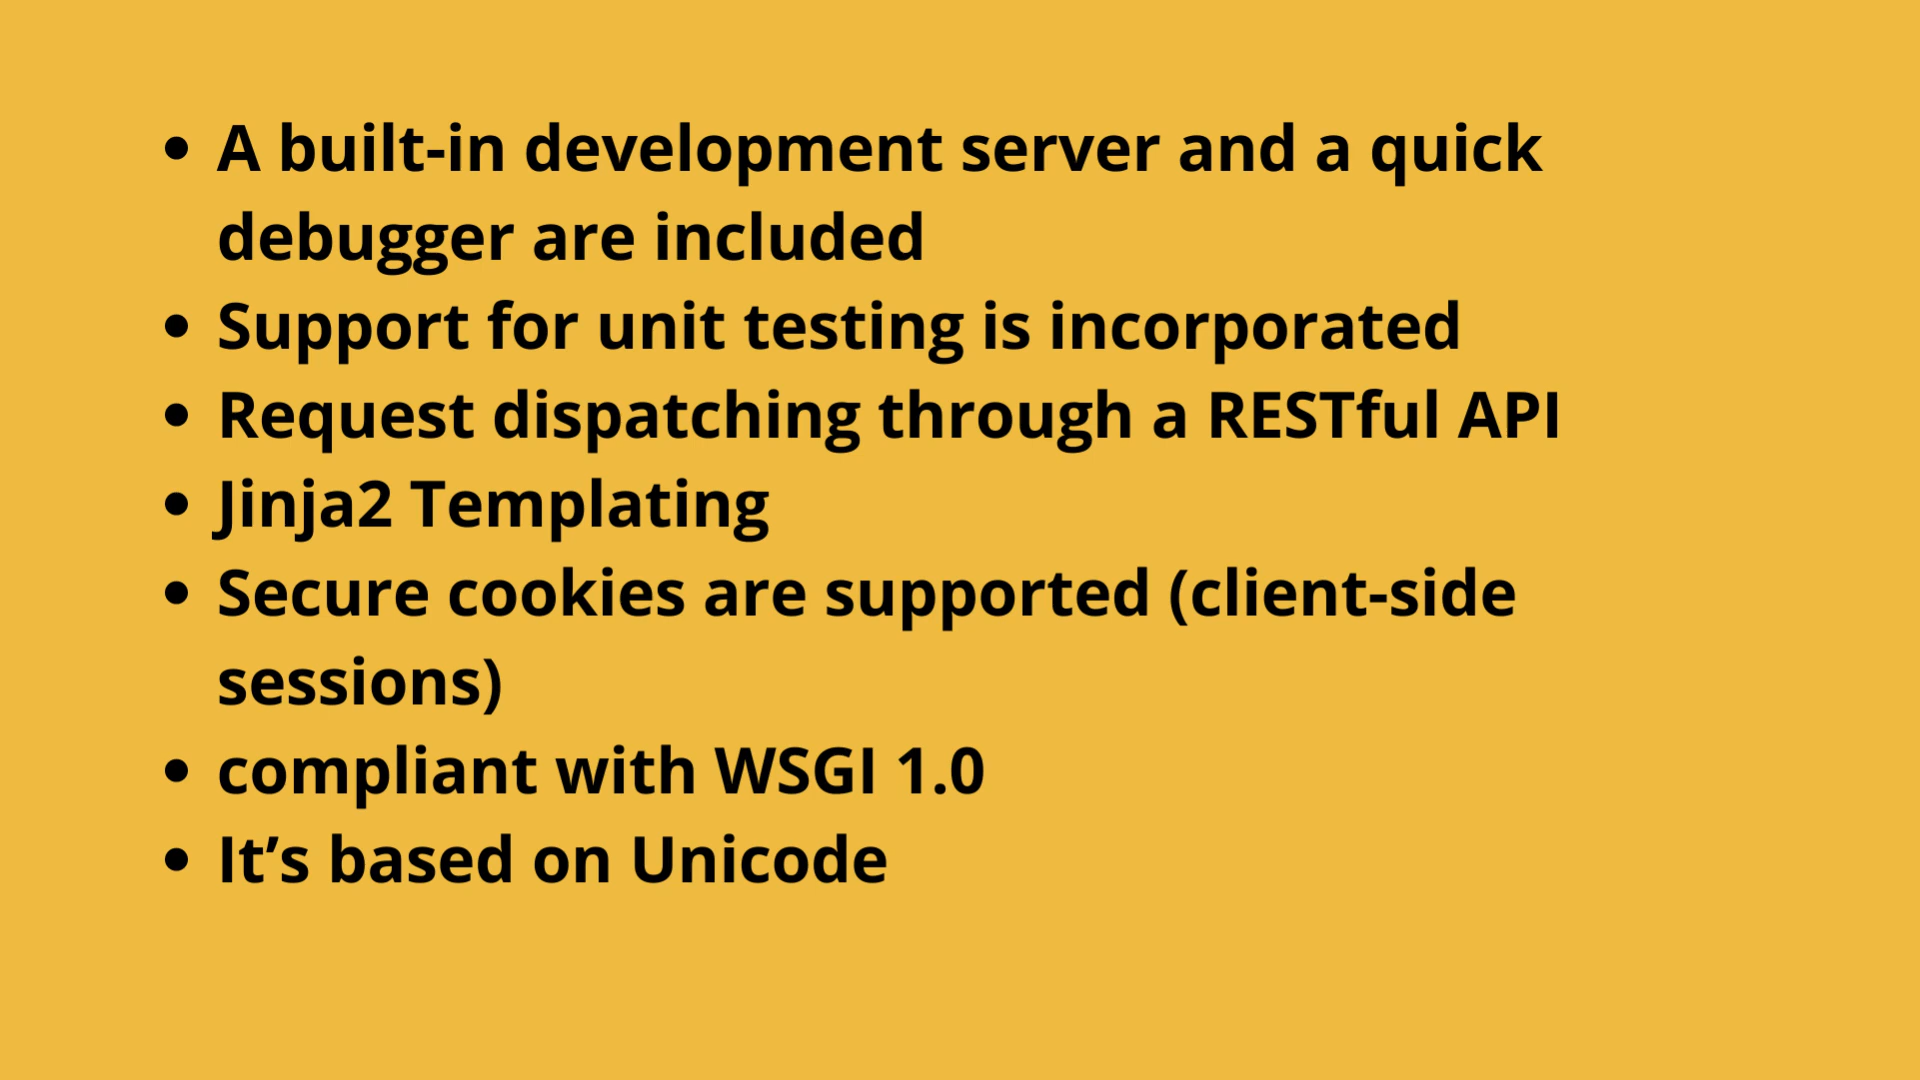 • A built-in development server and a quick
debugger are included
• Support for unit testing is incorporated
• Request dispatching through a RESTful API
• Jinja2 Templating
• Secure cookies are supported (client-side
sessions)
• compliant with WSGI 1.0
• It’s based on Unicode